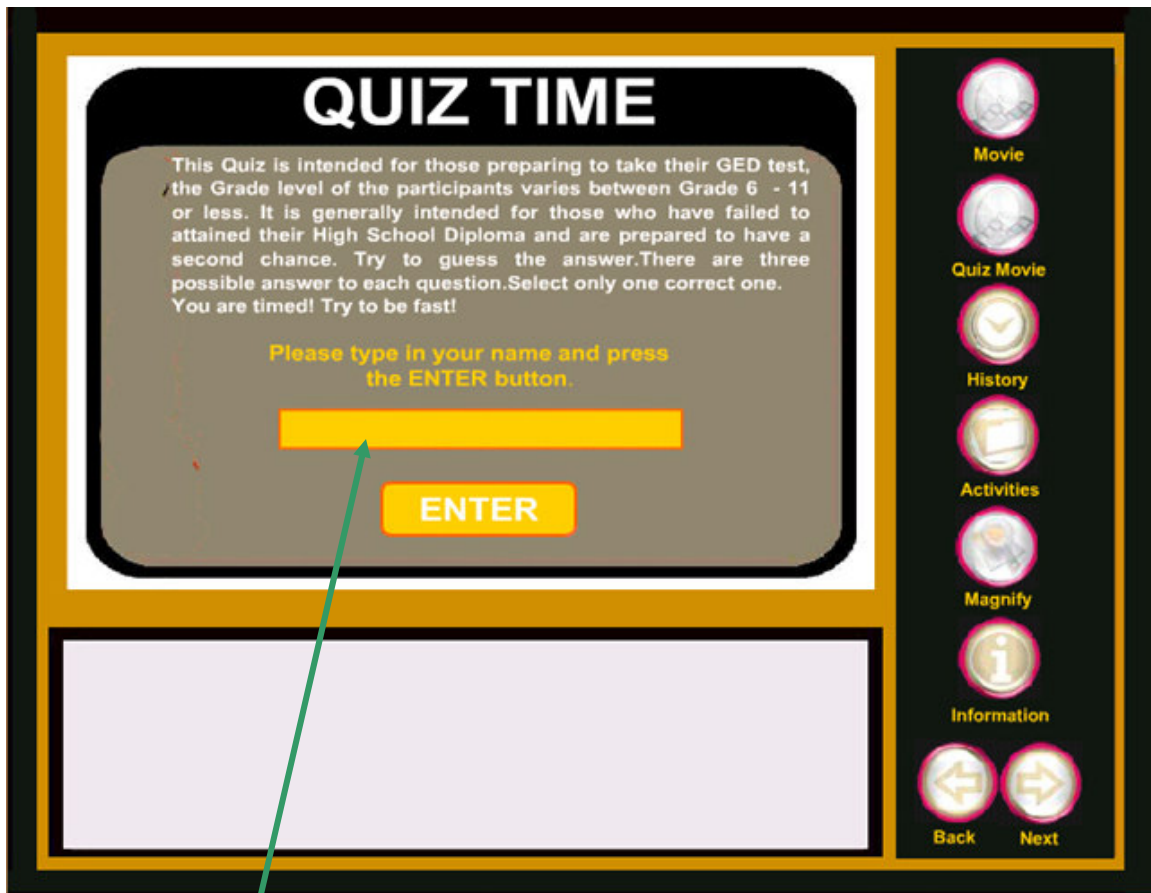 QUIZ TIME
This Quiz is intended for those preparing to take their GED test,
the Grade level of the participants varies between Grade 6 - 11
or less. It is generally intended for those who have failed to
attained their High School Diploma and are prepared to have a
second chance. Try to guess the answer.There are three
possible answer to each question.Select only one correct one.
You are timed! Try to be fast!
Please type in your name and press
the ENTER button.
ENTER
Movie
Quiz Movie
History
Activities
Magnify
Information
Back Next